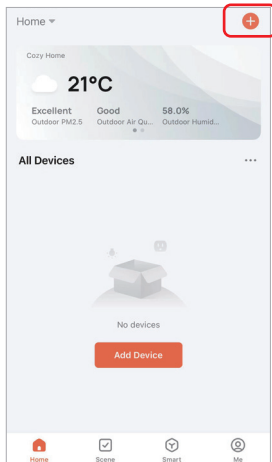 Home
Cozy Home
21°C
Excellent Good 58.0%
Outdoor PM2.5 Outdoor Air Qu... Outdoor Humid...
All Devices
No devices
Add Device
Home Scene Smart Me